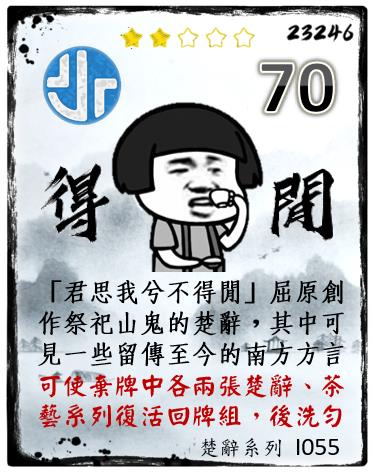 23246
70
得聞
「君思我兮不得閒」屈原創
作祭祀山鬼的楚辭，其中可
見一些留傳至今的南方方言
可使棄牌中各兩張楚辭、茶
藝系列復活回牌組，後洗勻
楚辭系列 I055